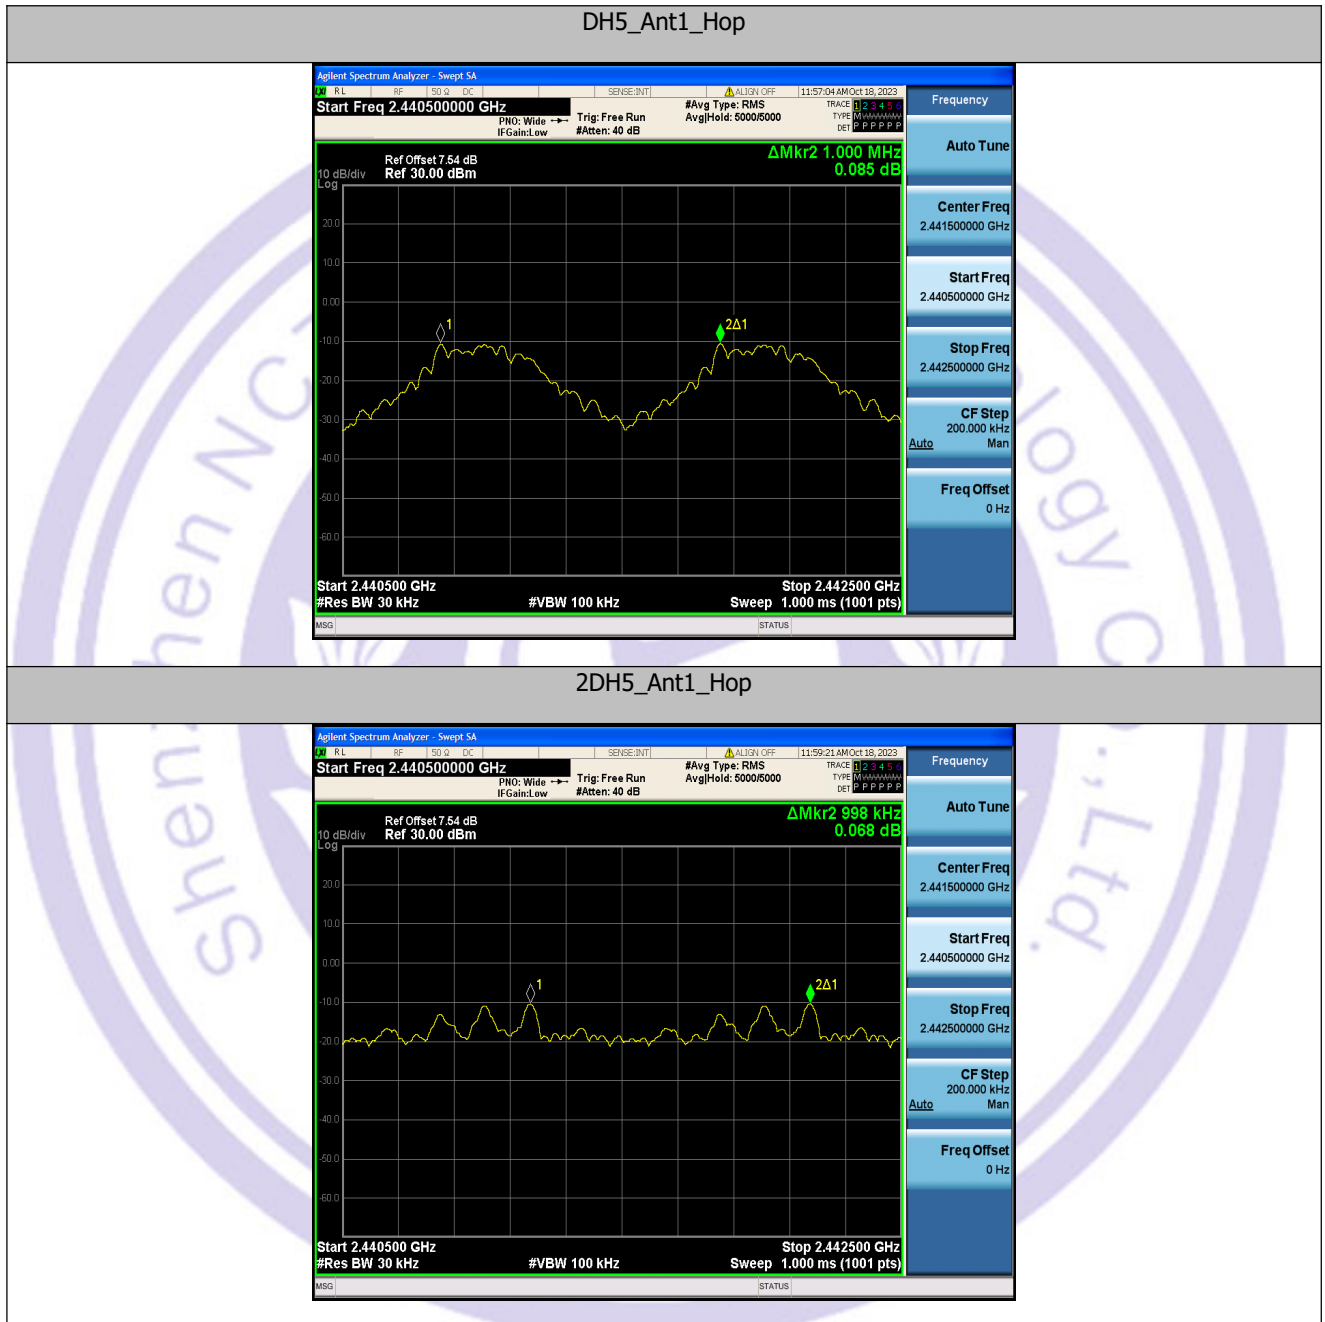 DH5_Ant1_Hop
Agilent Spectrum Analyzer - Swept SA
RL RF 50 Ω DC SENSE:INT ALIGN OFF 11:57:04 AM Oct 18, 2023
Start Freq 2.440500000 GHz
PNO: Wide
IFGain:Low
Trig: Free Run
#Atten: 40 dB
#Avg Type: RMS
Avg|Hold: 5000/5000
TRACE 1 2 3 4 5 6
TYPE M
DET P P P P P P
ΔMkr2 1.000 MHz
0.085 dB
Ref Offset 7.54 dB
10 dB/div Ref 30.00 dBm
Log
20.0
10.0
0.00
-10.0
-20.0
-30.0
-40.0
-50.0
-60.0
1
2Δ1
Start 2.440500 GHz Stop 2.442500 GHz
#Res BW 30 kHz #VBW 100 kHz Sweep 1.000 ms (1001 pts)
MSG STATUS
Frequency
Auto Tune
Center Freq
2.441500000 GHz
Start Freq
2.440500000 GHz
Stop Freq
2.442500000 GHz
CF Step
200.000 kHz
Auto Man
Freq Offset
0 Hz
2DH5_Ant1_Hop
Agilent Spectrum Analyzer - Swept SA
RL RF 50 Ω DC SENSE:INT ALIGN OFF 11:59:21 AM Oct 18, 2023
Start Freq 2.440500000 GHz
PNO: Wide
IFGain:Low
Trig: Free Run
#Atten: 40 dB
#Avg Type: RMS
Avg|Hold: 5000/5000
TRACE 1 2 3 4 5 6
TYPE M
DET P P P P P P
ΔMkr2 998 kHz
0.068 dB
Ref Offset 7.54 dB
10 dB/div Ref 30.00 dBm
Log
20.0
10.0
0.00
-10.0
-20.0
-30.0
-40.0
-50.0
-60.0
1
2Δ1
Start 2.440500 GHz Stop 2.442500 GHz
#Res BW 30 kHz #VBW 100 kHz Sweep 1.000 ms (1001 pts)
MSG STATUS
Frequency
Auto Tune
Center Freq
2.441500000 GHz
Start Freq
2.440500000 GHz
Stop Freq
2.442500000 GHz
CF Step
200.000 kHz
Auto Man
Freq Offset
0 Hz
Shenzhen NCT
ology Co., Ltd.